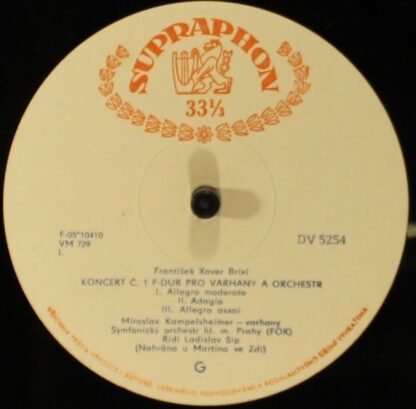 SUPRAPHON
33⅓
F-05*10410
VM 729
I.
DV 5254
František Xaver Brixi
KONCERT Č. 1 F-DUR PRO VARHANY A ORCHESTR
I. Allegro moderato
II. Adagio
III. Allegro assai
Miroslav Kampelsheimer – varhany
Symfonický orchestr hl. m. Prahy (FOK)
Řídí Ladislav Sip
(Nahráno u Martina ve Zdi)
G